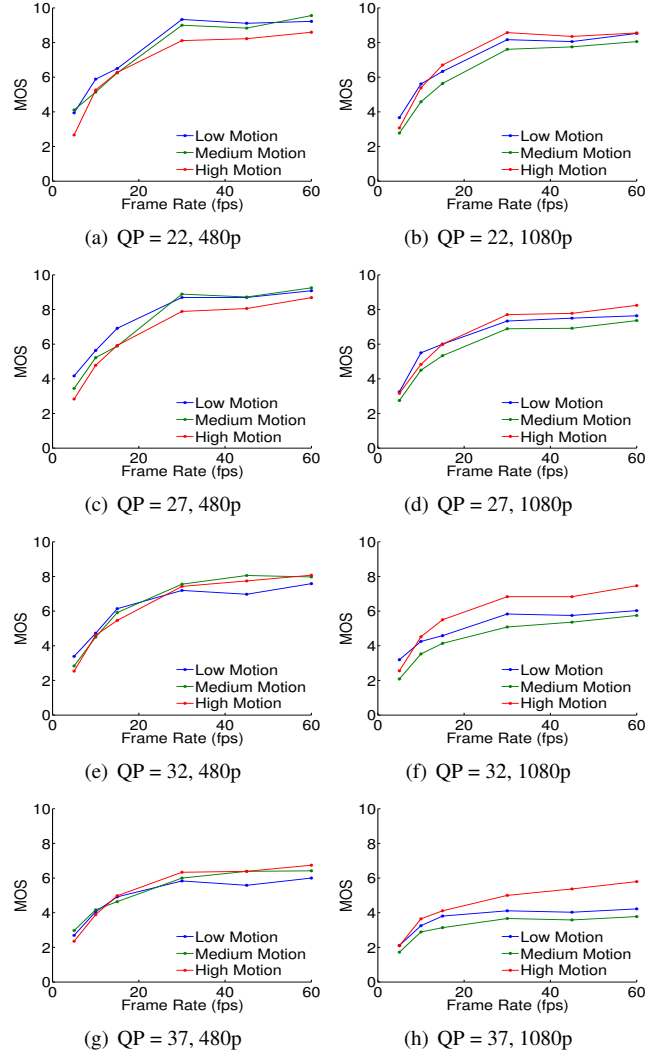 10
8
6
4
2
0
MOS
0 20 40 60
Frame Rate (fps)
Low Motion
Medium Motion
High Motion
(a) QP = 22, 480p
10
8
6
4
2
0
MOS
0 20 40 60
Frame Rate (fps)
Low Motion
Medium Motion
High Motion
(b) QP = 22, 1080p
10
8
6
4
2
0
MOS
0 20 40 60
Frame Rate (fps)
Low Motion
Medium Motion
High Motion
(c) QP = 27, 480p
10
8
6
4
2
0
MOS
0 20 40 60
Frame Rate (fps)
Low Motion
Medium Motion
High Motion
(d) QP = 27, 1080p
10
8
6
4
2
0
MOS
0 20 40 60
Frame Rate (fps)
Low Motion
Medium Motion
High Motion
(e) QP = 32, 480p
10
8
6
4
2
0
MOS
0 20 40 60
Frame Rate (fps)
Low Motion
Medium Motion
High Motion
(f) QP = 32, 1080p
10
8
6
4
2
0
MOS
0 20 40 60
Frame Rate (fps)
Low Motion
Medium Motion
High Motion
(g) QP = 37, 480p
10
8
6
4
2
0
MOS
0 20 40 60
Frame Rate (fps)
Low Motion
Medium Motion
High Motion
(h) QP = 37, 1080p